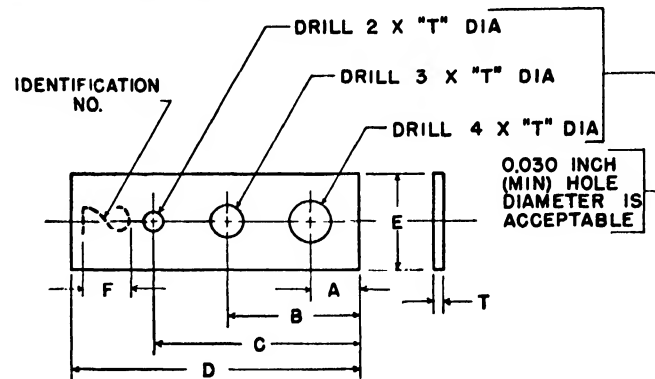 DRILL 2 X "T" DIA
IDENTIFICATION
NO.
DRILL 3 X "T" DIA
DRILL 4 X "T" DIA
0.030 INCH
(MIN) HOLE
DIAMETER IS
ACCEPTABLE
E
F
A
T
B
C
D